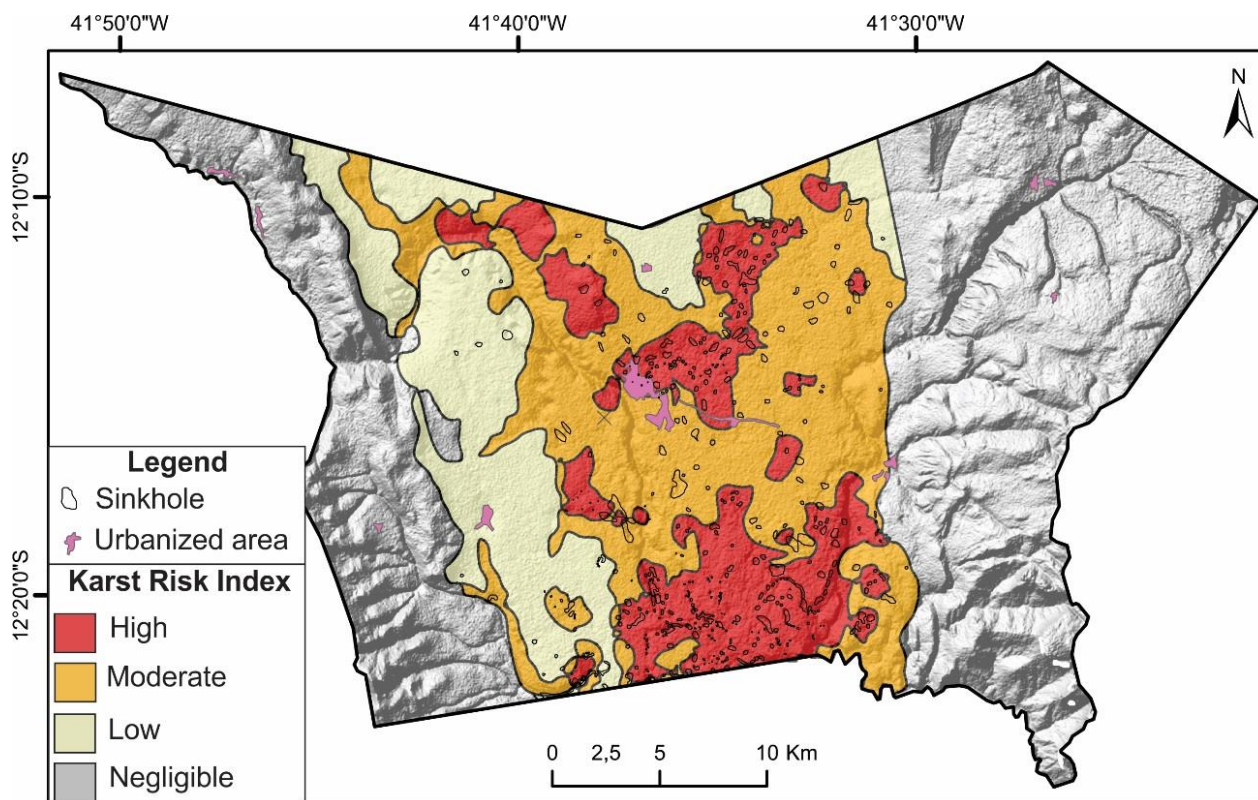 41°50'0"W 41°40'0"W 41°30'0"W
N
12°10'0"S
12°20'0"S
Legend
Sinkhole
Urbanized area
Karst Risk Index
High
Moderate
Low
Negligible
0 2,5 5 10 Km